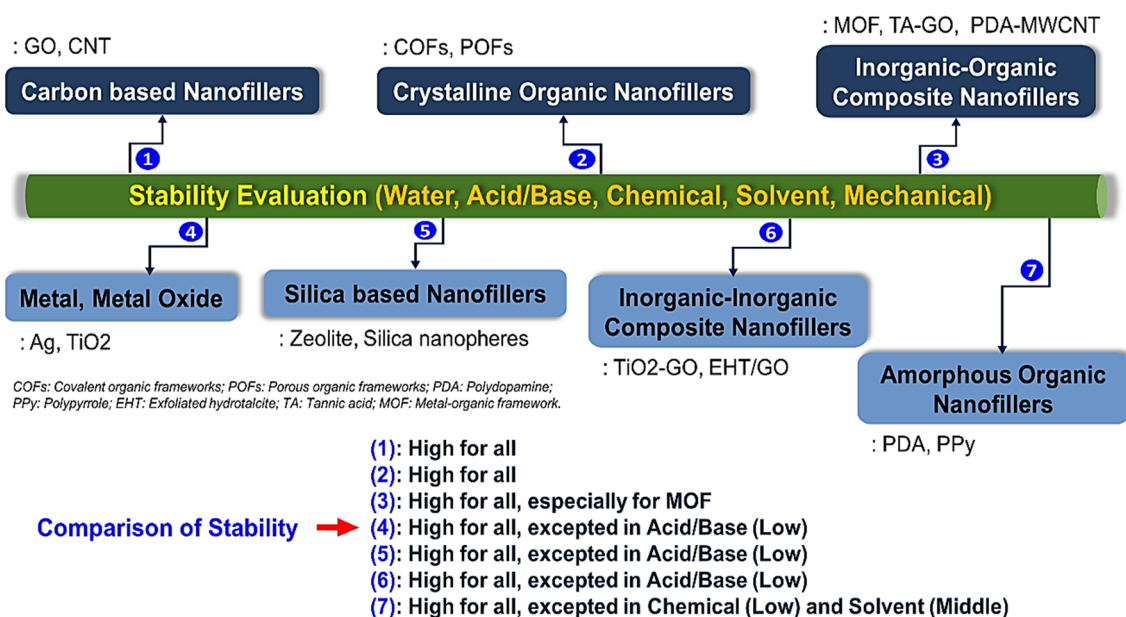 : GO, CNT
Carbon based Nanofillers
: COFs, POFs
Crystalline Organic Nanofillers
: MOF, TA-GO, PDA-MWCNT
Inorganic-Organic
Composite Nanofillers
1
2
3
Stability Evaluation (Water, Acid/Base, Chemical, Solvent, Mechanical)
4
5
6
7
Metal, Metal Oxide
: Ag, TiO2
Silica based Nanofillers
: Zeolite, Silica nanopheres
Inorganic-Inorganic
Composite Nanofillers
: TiO2-GO, EHT/GO
Amorphous Organic
Nanofillers
: PDA, PPy
COFs: Covalent organic frameworks; POFs: Porous organic frameworks; PDA: Polydopamine;
PPy: Polypyrrole; EHT: Exfoliated hydrotalcite; TA: Tannic acid; MOF: Metal-organic framework.
Comparison of Stability
(1): High for all
(2): High for all
(3): High for all, especially for MOF
(4): High for all, excepted in Acid/Base (Low)
(5): High for all, excepted in Acid/Base (Low)
(6): High for all, excepted in Acid/Base (Low)
(7): High for all, excepted in Chemical (Low) and Solvent (Middle)